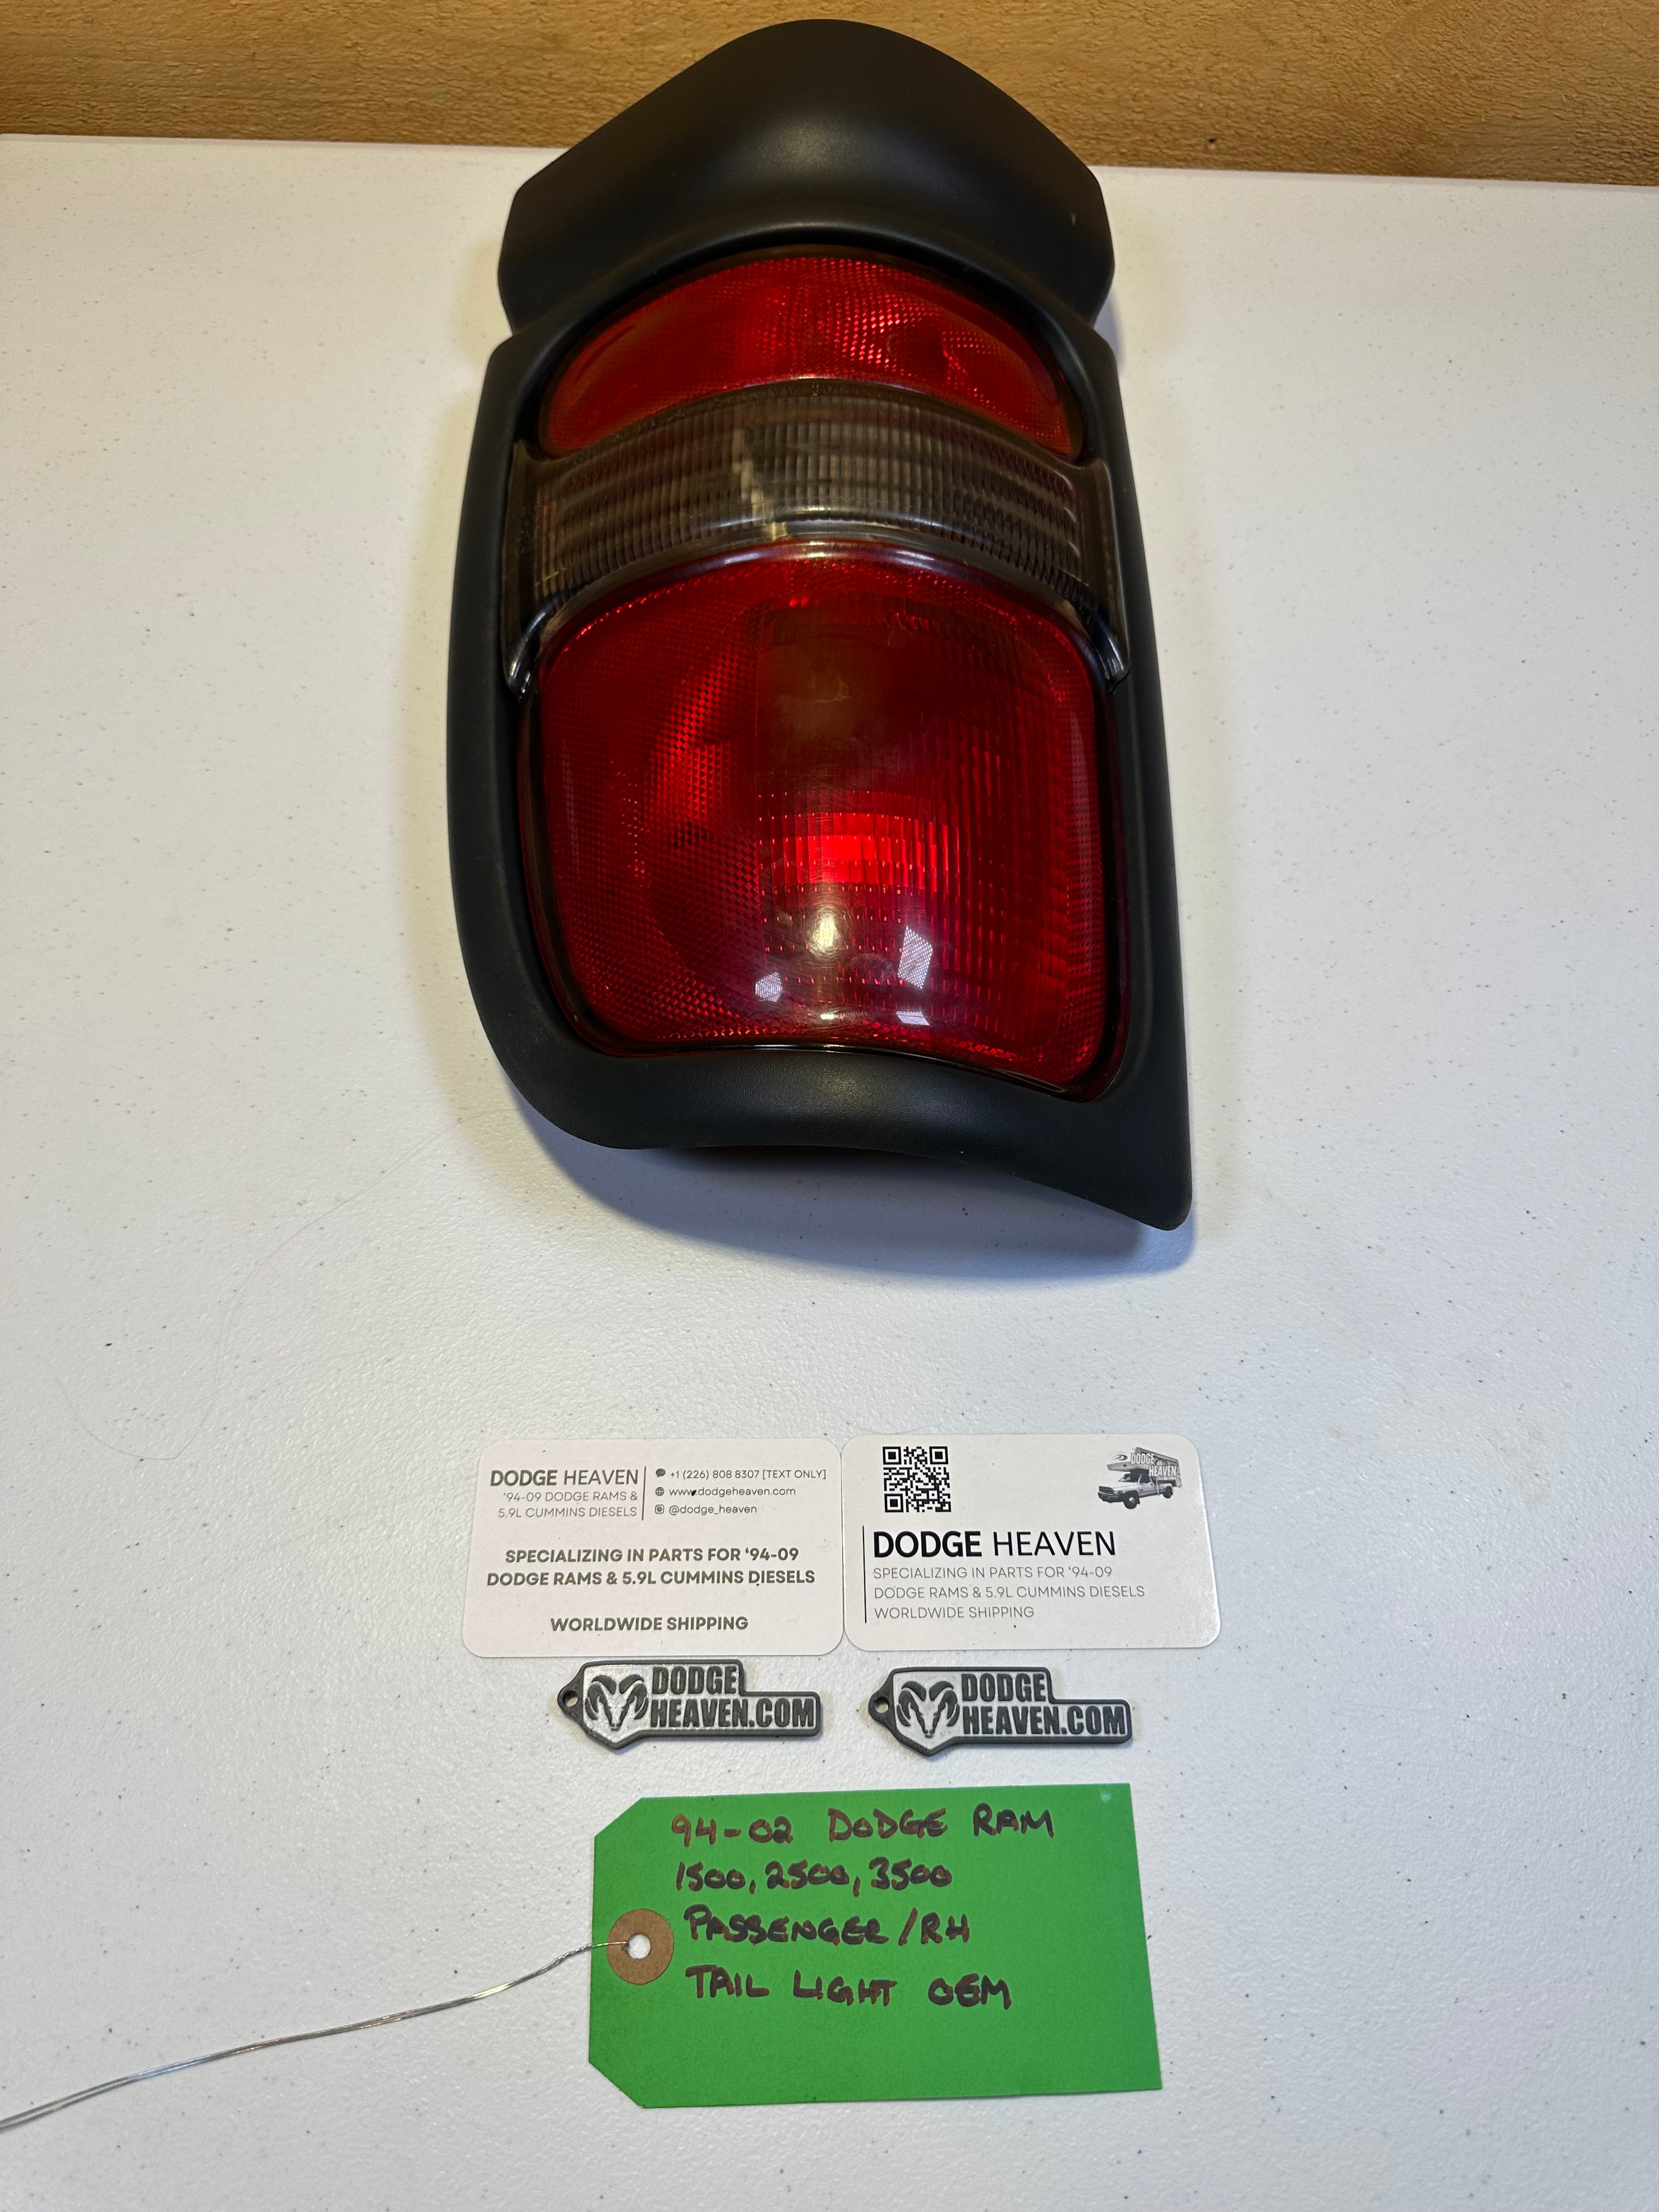 DODGE HEAVEN
'94-09 DODGE RAMS &
5.9L CUMMINS DIESELS
+1 (226) 808 8307 [TEXT ONLY]
www.dodgeheaven.com
@dodge_heaven
SPECIALIZING IN PARTS FOR '94-09
DODGE RAMS & 5.9L CUMMINS DIESELS
WORLDWIDE SHIPPING
DODGE
HEAVEN
DODGE HEAVEN
SPECIALIZING IN PARTS FOR '94-09
DODGE RAMS & 5.9L CUMMINS DIESELS
WORLDWIDE SHIPPING
DODGE
HEAVEN.COM
DODGE
HEAVEN.COM
94-02 DODGE RAM
1500, 2500, 3500
PASSENGER/RH
TAIL LIGHT OEM